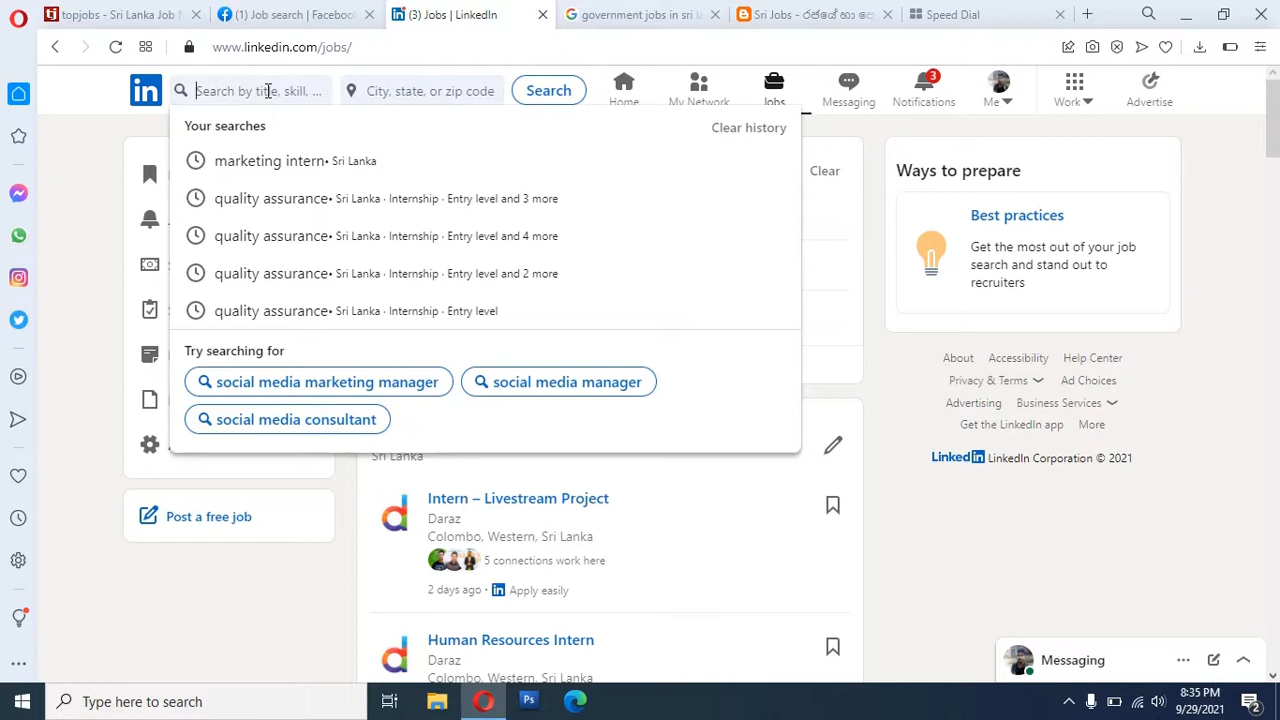 topjobs - Sri Lanka Job N
(1) Job search | Facebook
(3) Jobs | LinkedIn
government jobs in sri la
Sri Jobs -
Speed Dial
www.linkedin.com/jobs/
Search by title, skill, ...
City, state, or zip code
Search
Home
My Network
Jobs
Messaging
3
Notifications
Me
Work
Advertise
Your searches
Clear history
marketing intern• Sri Lanka
quality assurance• Sri Lanka · Internship · Entry level and 3 more
quality assurance• Sri Lanka · Internship · Entry level and 4 more
quality assurance• Sri Lanka · Internship · Entry level and 2 more
quality assurance• Sri Lanka · Internship · Entry level
Try searching for
social media marketing manager
social media manager
social media consultant
Clear
Ways to prepare
Best practices
Get the most out of your job
search and stand out to
recruiters
About Accessibility Help Center
Privacy & Terms Ad Choices
Advertising Business Services
Get the LinkedIn app More
LinkedIn LinkedIn Corporation © 2021
Post a free job
Sri Lanka
Intern – Livestream Project
Daraz
Colombo, Western, Sri Lanka
5 connections work here
2 days ago · in Apply easily
Human Resources Intern
Daraz
Colombo, Western, Sri Lanka
Messaging
Type here to search
Ps
8:35 PM
9/29/2021
2